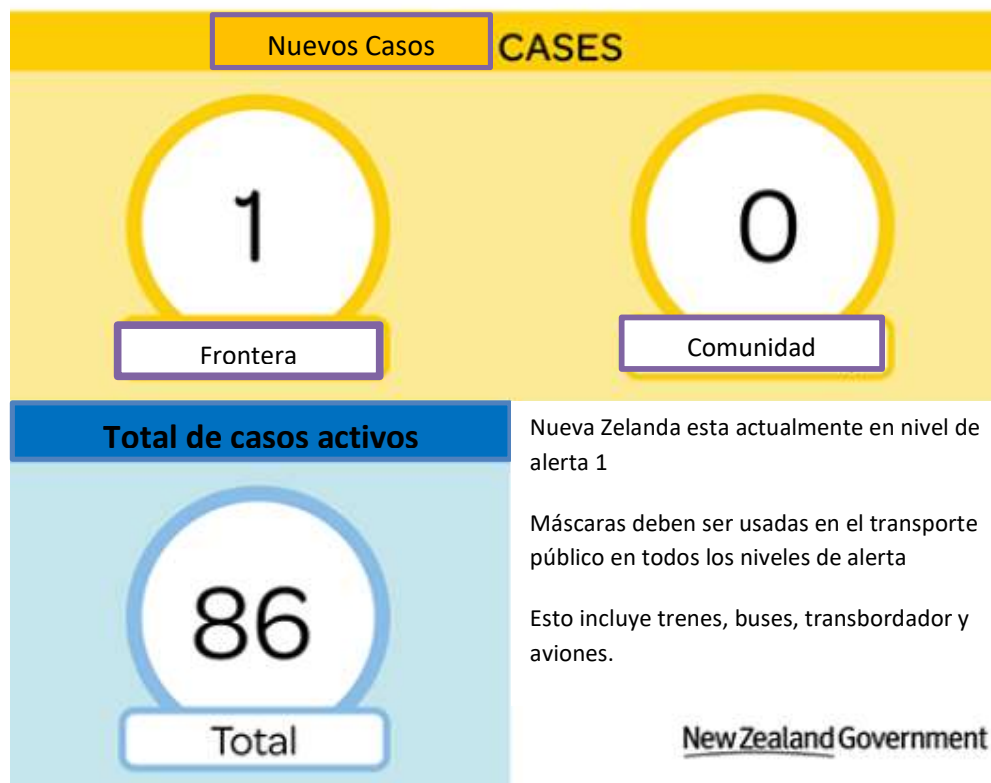 Nuevos Casos CASES
1
0
Frontera
Comunidad
Total de casos activos
86
Total
Nueva Zelanda esta actualmente en nivel de
alerta 1
Máscaras deben ser usadas en el transporte
público en todos los niveles de alerta
Esto incluye trenes, buses, transbordador y
aviones.
New Zealand Government